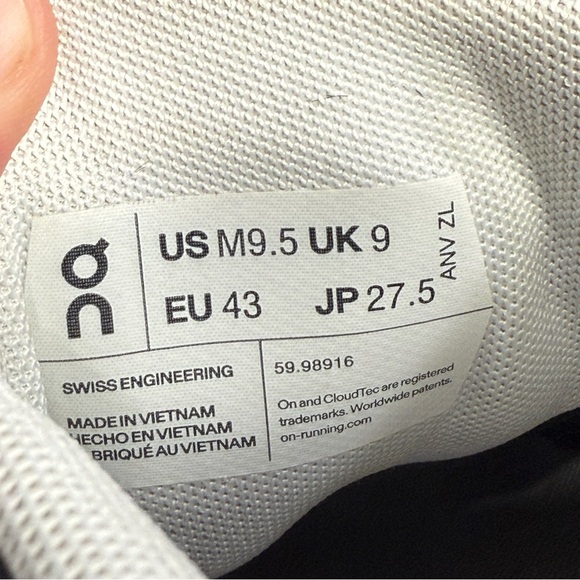 on
US M9.5 UK 9
EU 43 JP 27.5
ANV ZL
SWISS ENGINEERING
MADE IN VIETNAM
HECHO EN VIETNAM
BRIQUÉ AU VIETNAM
59.98916
On and CloudTec are registered
trademarks. Worldwide patents.
on-running.com